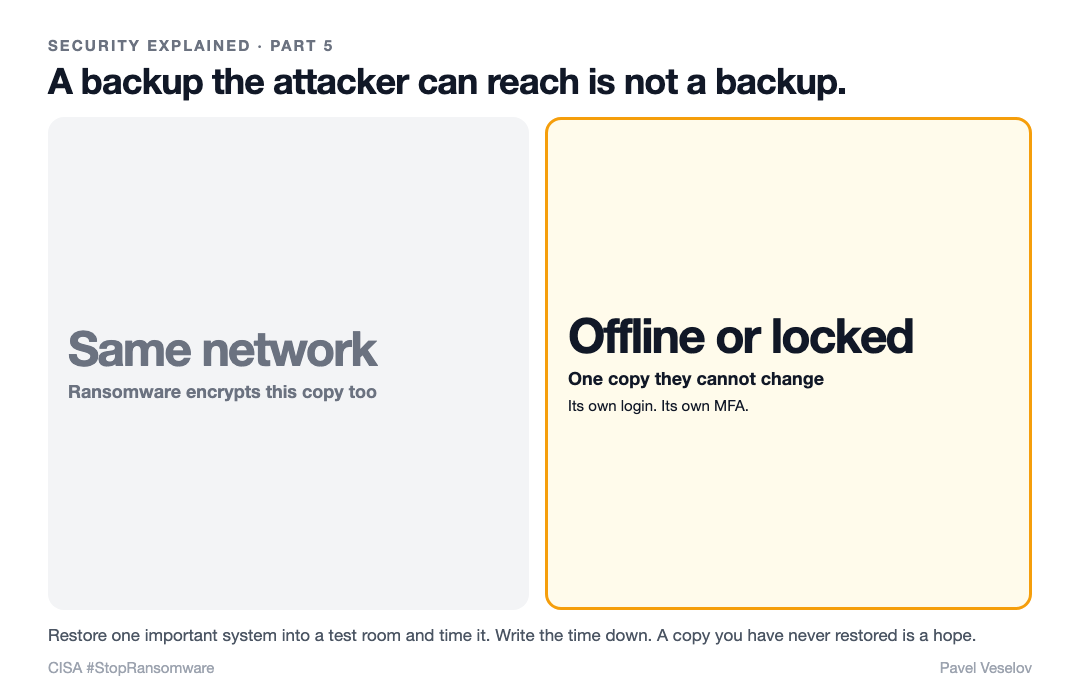 SECURITY EXPLAINED · PART 5
A backup the attacker can reach is not a backup.
Same network
Ransomware encrypts this copy too
Offline or locked
One copy they cannot change
Its own login. Its own MFA.
Restore one important system into a test room and time it. Write the time down. A copy you have never restored is a hope.
CISA #StopRansomware
Pavel Veselov